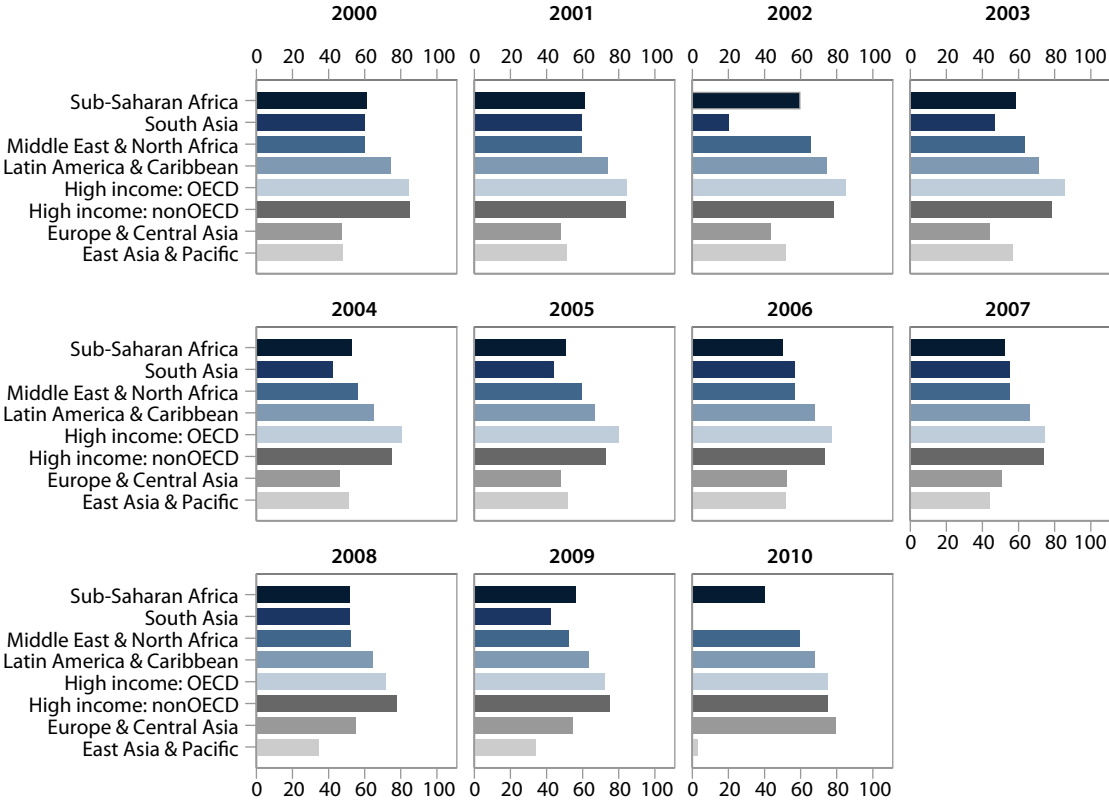 2000 2001 2002 2003
0 20 40 60 80 100 0 20 40 60 80 100 0 20 40 60 80 100 0 20 40 60 80 100
Sub-Saharan Africa
South Asia
Middle East & North Africa
Latin America & Caribbean
High income: OECD
High income: nonOECD
Europe & Central Asia
East Asia & Pacific
2004 2005 2006 2007
Sub-Saharan Africa
South Asia
Middle East & North Africa
Latin America & Caribbean
High income: OECD
High income: nonOECD
Europe & Central Asia
East Asia & Pacific
0 20 40 60 80 100
2008 2009 2010
Sub-Saharan Africa
South Asia
Middle East & North Africa
Latin America & Caribbean
High income: OECD
High income: nonOECD
Europe & Central Asia
East Asia & Pacific
0 20 40 60 80 100 0 20 40 60 80 100 0 20 40 60 80 100